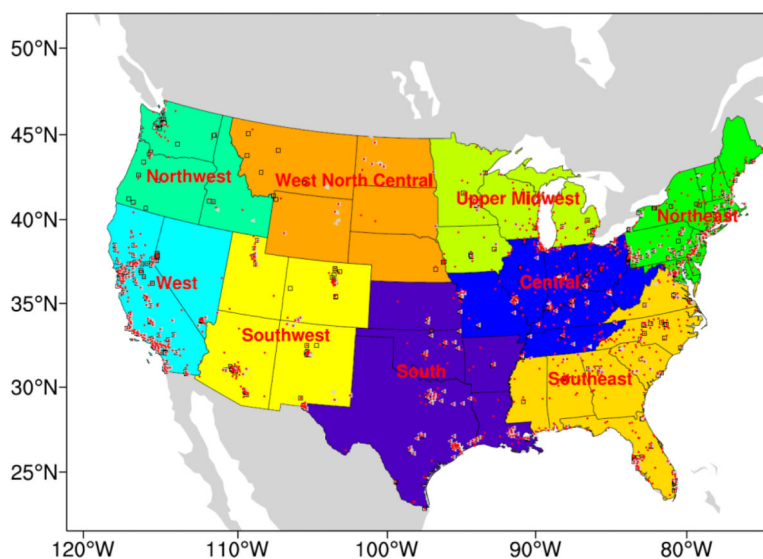 50°N
45°N
40°N
35°N
30°N
25°N
Northwest
West North Central
Upper Midwest
Northeast
West
Central
Southwest
South
Southeast
120°W
110°W
100°W
90°W
80°W